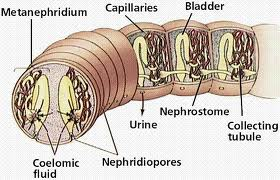 Metanephridium
Capillaries
Bladder
Nephrostome
Urine
Collecting
tubule
Coelomic
fluid
Nephridiopores